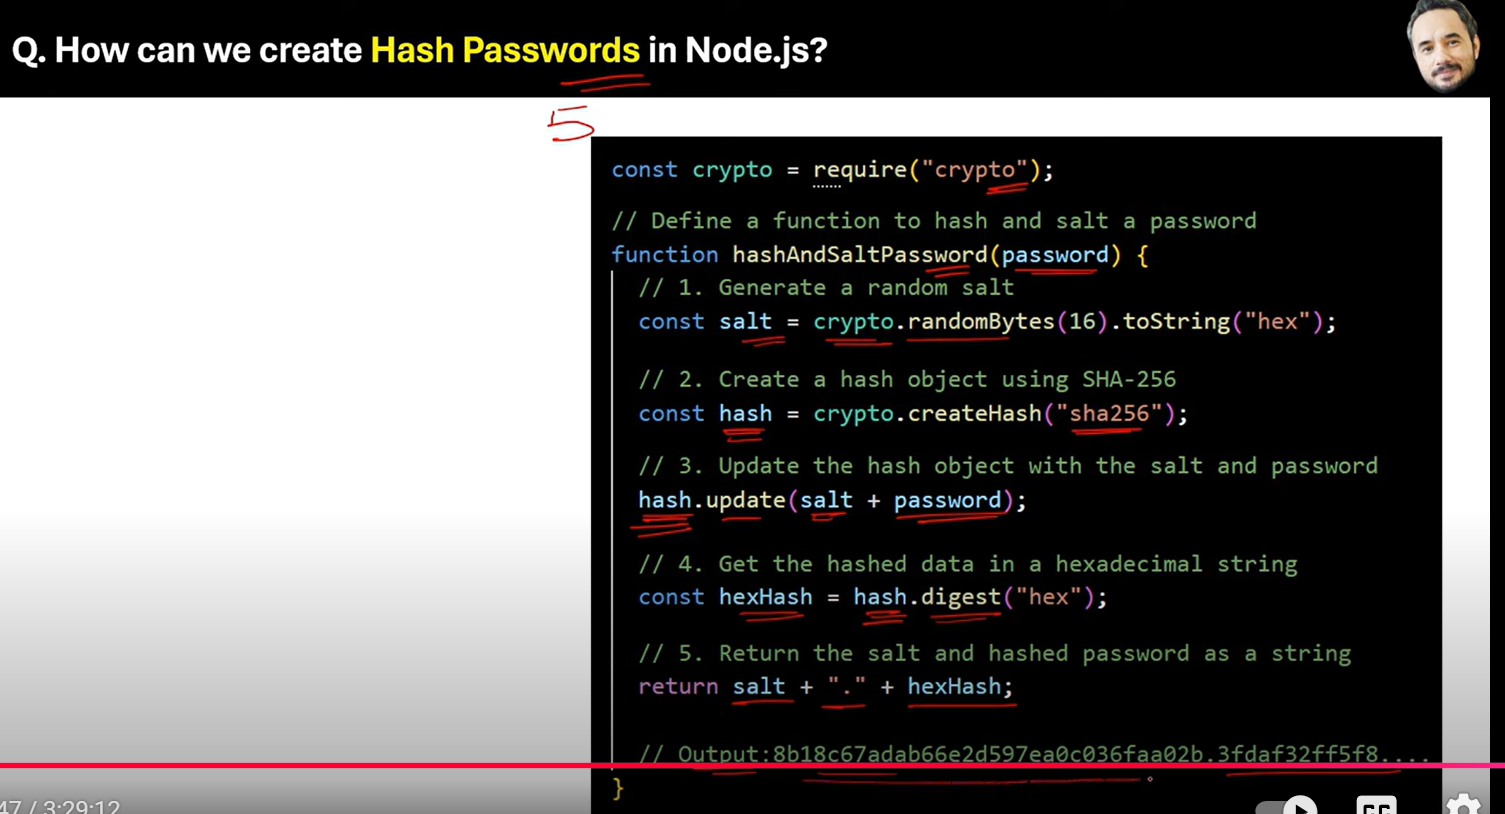 Q. How can we create Hash Passwords in Node.js?
5
const crypto = require("crypto");
// Define a function to hash and salt a password
function hashAndSaltPassword(password) {
// 1. Generate a random salt
const salt = crypto.randomBytes(16).toString("hex");
// 2. Create a hash object using SHA-256
const hash = crypto.createHash("sha256");
// 3. Update the hash object with the salt and password
hash.update(salt + password);
// 4. Get the hashed data in a hexadecimal string
const hexHash = hash.digest("hex");
// 5. Return the salt and hashed password as a string
return salt + "." + hexHash;
// Output:8b18c67adab66e2d597ea0c036faa02b.3fdaf32ff5f8....
}
47 / 3:29:12
CC